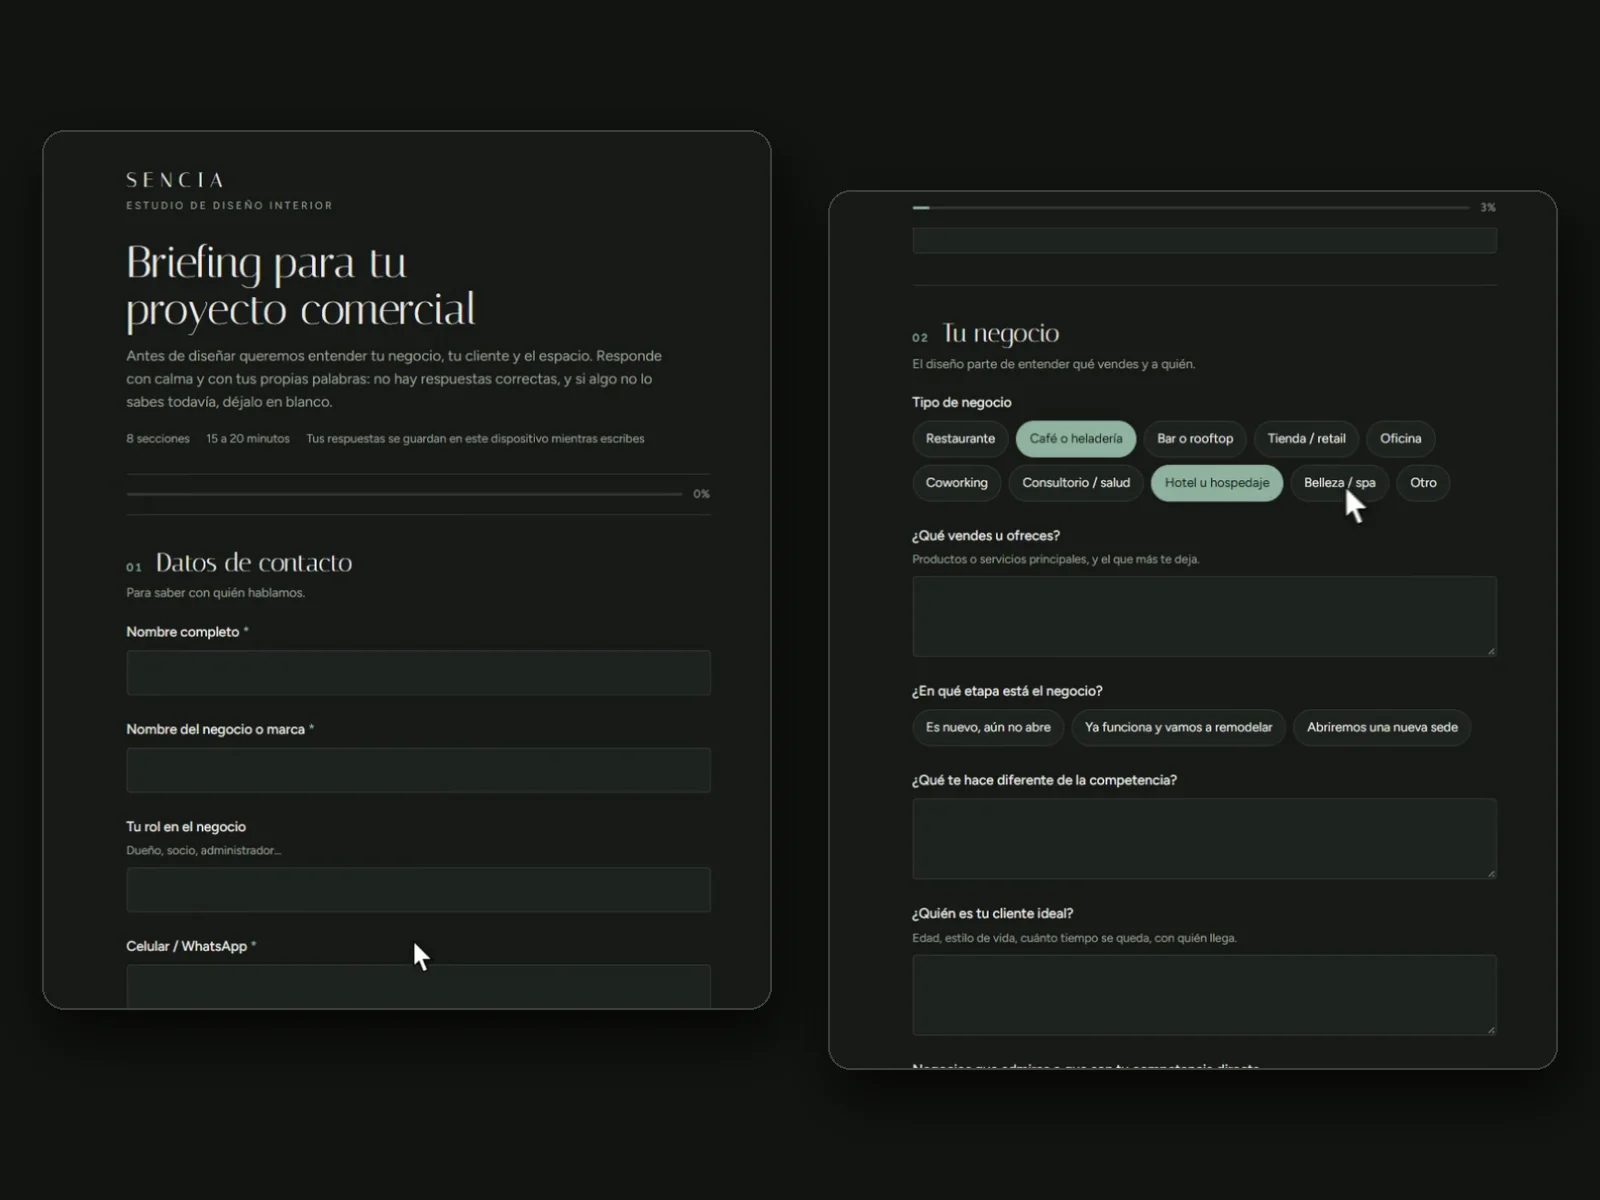 SENCIA
ESTUDIO DE DISEÑO INTERIOR
Briefing para tu
proyecto comercial
Antes de diseñar queremos entender tu negocio, tu cliente y el espacio. Responde
con calma y con tus propias palabras: no hay respuestas correctas, y si algo no lo
sabes todavía, déjalo en blanco.
8 secciones 15 a 20 minutos Tus respuestas se guardan en este dispositivo mientras escribes
0%
01 Datos de contacto
Para saber con quién hablamos.
Nombre completo *
Nombre del negocio o marca *
Tu rol en el negocio
Dueño, socio, administrador...
Celular / WhatsApp *
3%
02 Tu negocio
El diseño parte de entender qué vendes y a quién.
Tipo de negocio
Restaurante Café o heladería Bar o rooftop Tienda / retail Oficina
Coworking Consultorio / salud Hotel u hospedaje Belleza / spa Otro
¿Qué vendes u ofreces?
Productos o servicios principales, y el que más te deja.
¿En qué etapa está el negocio?
Es nuevo, aún no abre Ya funciona y vamos a remodelar Abriremos una nueva sede
¿Qué te hace diferente de la competencia?
¿Quién es tu cliente ideal?
Edad, estilo de vida, cuánto tiempo se queda, con quién llega.
Negocios que admiras o que son tu competencia directa